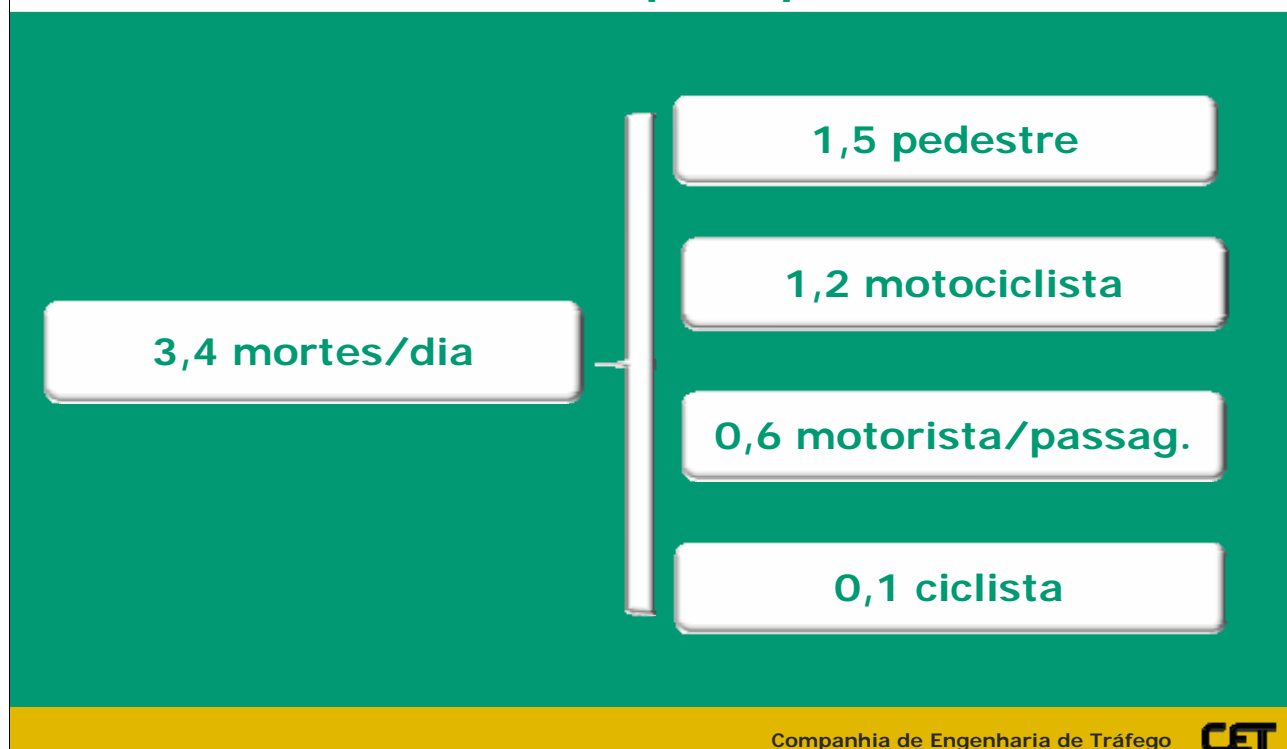 3,4 mortes/dia
1,5 pedestre
1,2 motociclista
0,6 motorista/passag.
0,1 ciclista
Companhia de Engenharia de Tráfego CET